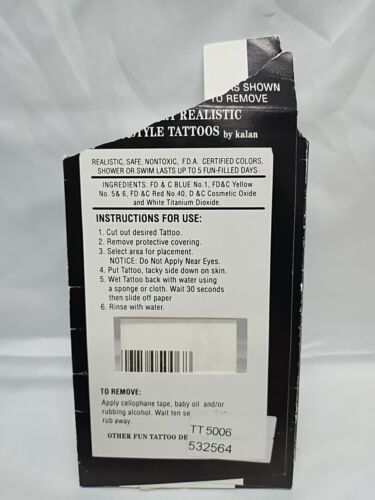 AS SHOWN
TO REMOVE
REALISTIC
STYLE TATTOOS by kalan
REALISTIC, SAFE, NONTOXIC, F.D.A. CERTIFIED COLORS,
SHOWER OR SWIM LASTS UP TO 5 FUN-FILLED DAYS
INGREDIENTS: FD & C BLUE No.1, FD&C Yellow
No. 5& 6, FD &C Red No.40, D &C Cosmetic Oxide
and White Titanium Dioxide.
INSTRUCTIONS FOR USE:
1. Cut out desired Tattoo.
2. Remove protective covering.
3. Select area for placement.
NOTICE: Do Not Apply Near Eyes.
4. Put Tattoo, tacky side down on skin.
5. Wet Tattoo back with water using
a sponge or cloth. Wait 30 seconds
then slide off paper
6. Rinse with water.
TO REMOVE:
Apply cellophane tape, baby oil and/or
rubbing alcohol. Wait ten
rub away.
OTHER FUN TATTOO
TT 5006
532564